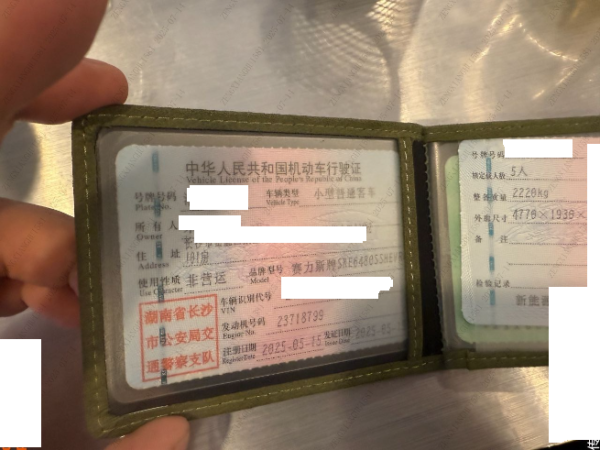 中华人民共和国机动车行驶证
Vehicle License of the People's Republic of China
号牌号码
Plate No.
车辆类型
Vehicle Type
小型普通客车
所有人
Owner
住址
Address
使用性质
Use Character
非营运
品牌型号
Model
赛力斯牌
车辆识别代号
VIN
发动机号码
Engine No.
23718799
注册日期
Register Date
2025-05-15
发证日期
Issue Date
2025-05-
湖南省长沙
市公安局交
通警察支队
号牌号码
核定载人数 5人
整备质量 2220kg
外廓尺寸 4770×1930×
备注
检验记录